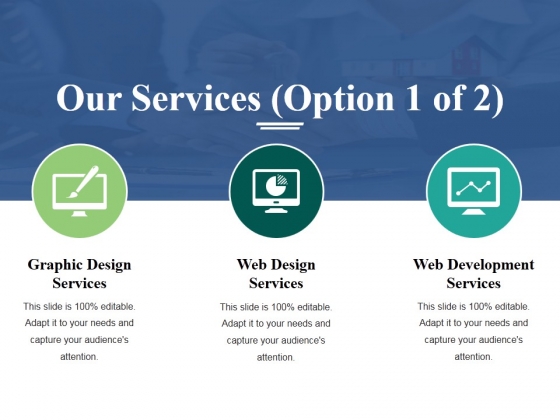 Our Services (Option 1 of 2)
Graphic Design
Services
This slide is 100% editable.
Adapt it to your needs and
capture your audience's
attention.
Web Design
Services
This slide is 100% editable.
Adapt it to your needs and
capture your audience's
attention.
Web Development
Services
This slide is 100% editable.
Adapt it to your needs and
capture your audience's
attention.